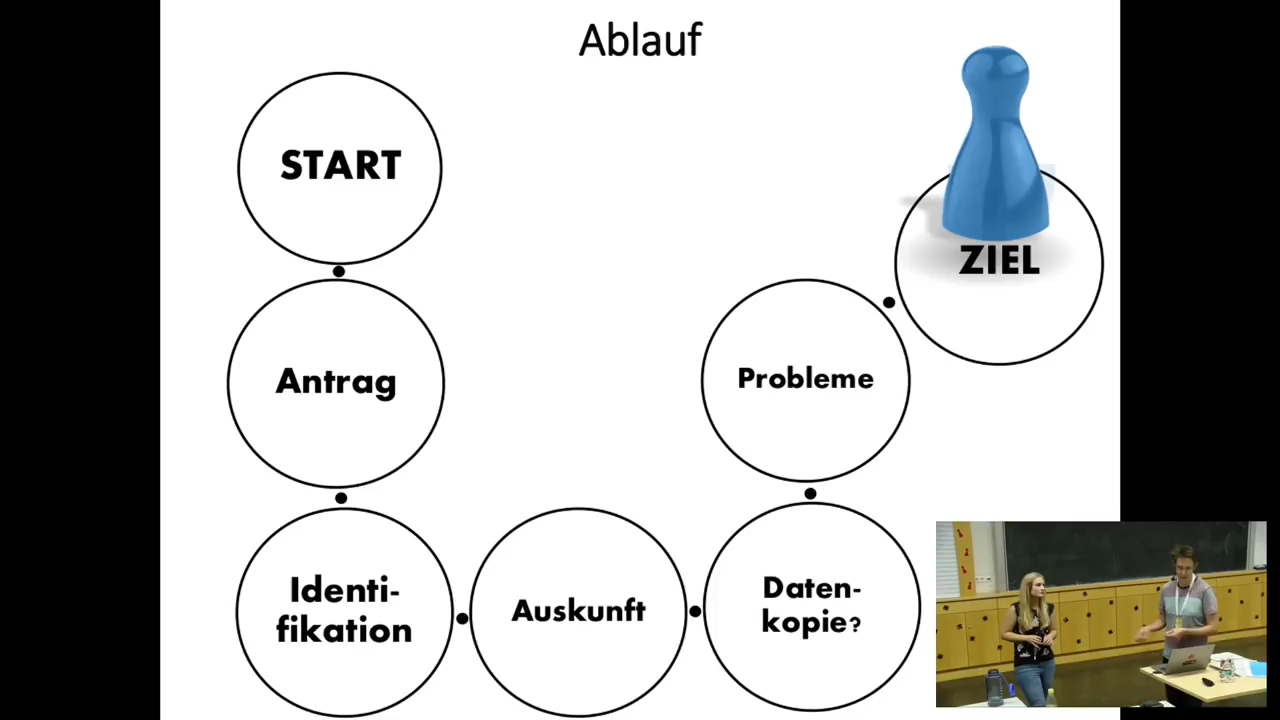 Ablauf
START
Antrag
Identi-
fikation
Auskunft
Daten-
kopie?
Probleme
ZIEL